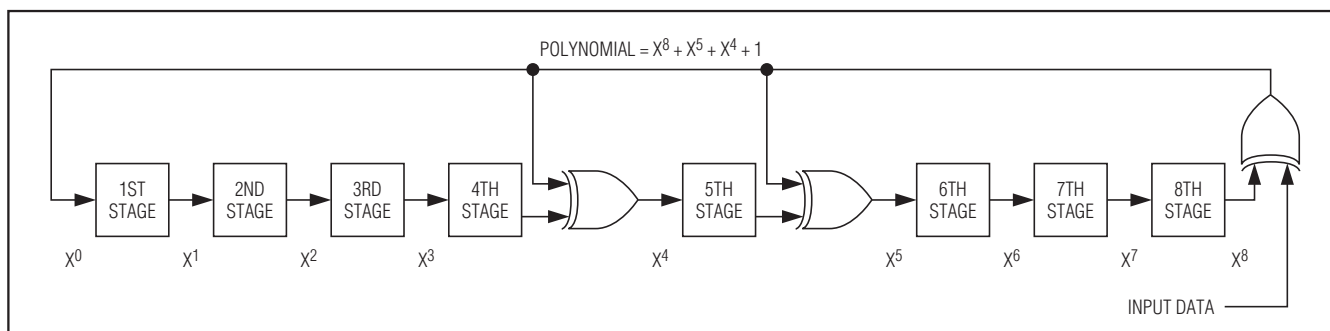 POLYNOMIAL = X⁸ + X⁵ + X⁴ + 1
1ST
STAGE
2ND
STAGE
3RD
STAGE
4TH
STAGE
5TH
STAGE
6TH
STAGE
7TH
STAGE
8TH
STAGE
X⁰
X¹
X²
X³
X⁴
X⁵
X⁶
X⁷
X⁸
INPUT DATA